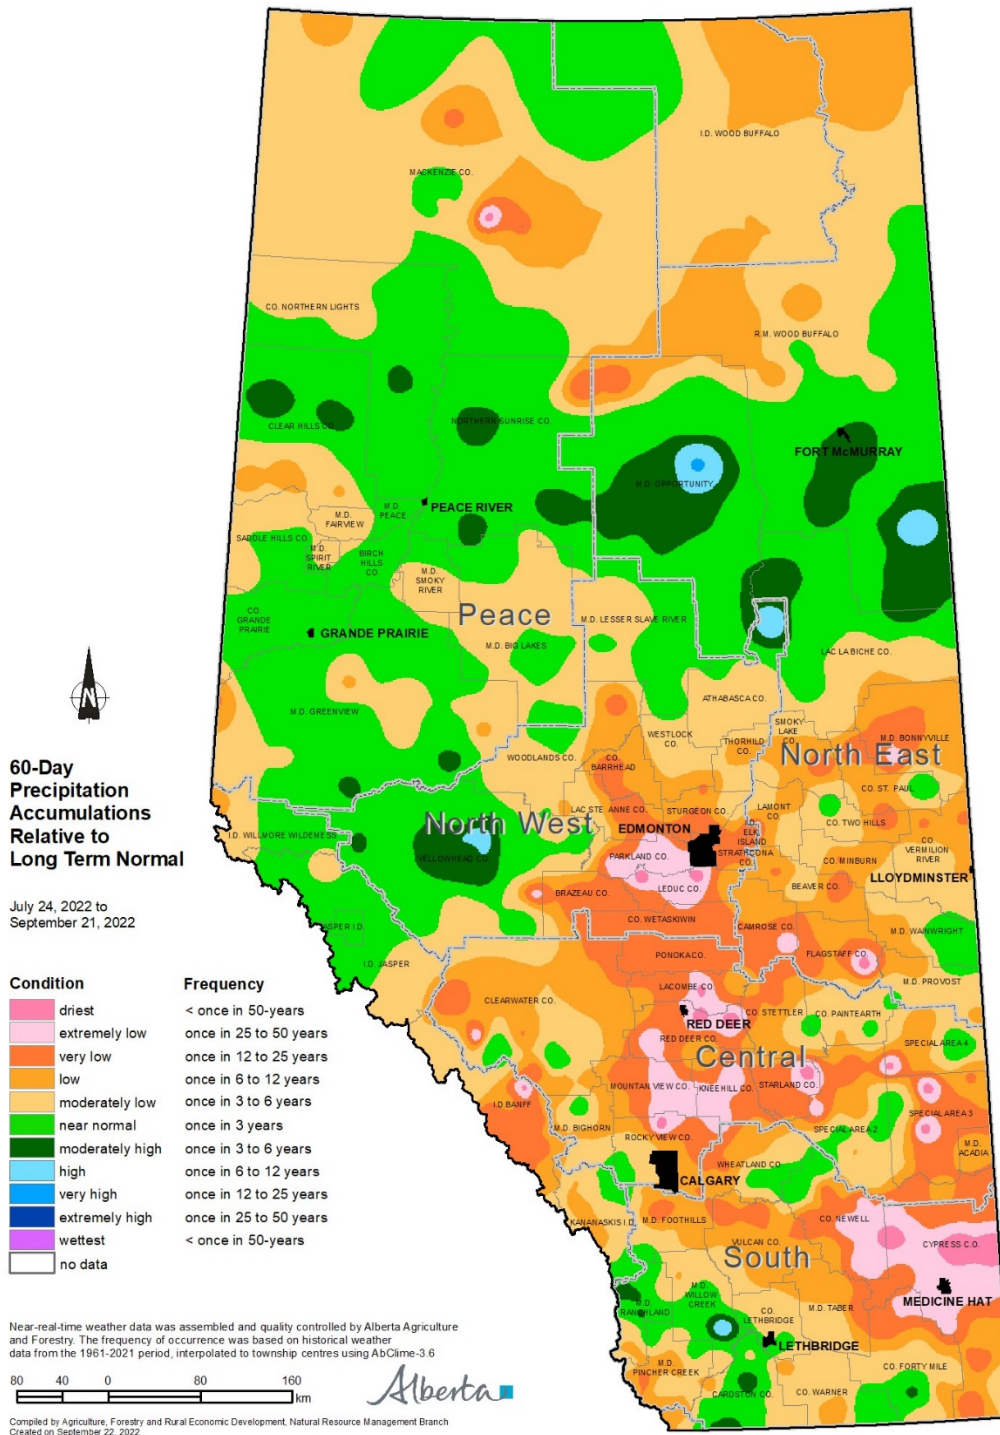 I.D. WOOD BUFFALO
MACKENZIE CO.
CO. NORTHERN LIGHTS
R.M. WOOD BUFFALO
CLEAR HILLS CO.
NORTHERN SUNRISE CO.
FORT McMURRAY
M.D. OPPORTUNITY
M.D.
PEACE
PEACE RIVER
M.D.
FAIRVIEW
SADDLE HILLS CO.
M.D.
SPIRIT
RIVER
BIRCH
HILLS
CO.
M.D.
SMOKY
RIVER
CO.
GRANDE
PRAIRIE
GRANDE PRAIRIE
Peace
M.D. LESSER SLAVE RIVER
M.D. BIG LAKES
LAC LA BICHE CO.
N
M.D. GREENVIEW
ATHABASCA CO.
SMOKY
LAKE
CO.
WESTLOCK
CO.
THORHILD
CO.
M.D. BONNYVILLE
North East
WOODLANDS CO.
CO.
BARRHEAD
CO. ST. PAUL
60-Day
Precipitation
Accumulations
Relative to
Long Term Normal
LAC STE ANNE CO.
STURGEON CO.
LAMONT
CO.
I.D. WILLMORE WILDERNESS
North West
EDMONTON
I.D.
ELK
ISLAND
CO. TWO HILLS
STRATHCONA
CO.
YELLOWHEAD CO.
PARKLAND CO.
CO. MINBURN
CO.
VERMILION
RIVER
LLOYDMINSTER
BRAZEAU CO.
LEDUC CO.
BEAVER CO.
July 24, 2022 to
September 21, 2022
CO. WETASKIWIN
CAMROSE CO.
M.D. WAINWRIGHT
JASPER I.D.
PONOKA CO.
FLAGSTAFF CO.
I.D. JASPER
M.D. PROVOST
LACOMBE CO.
CLEARWATER CO.
CO. STETTLER
CO. PAINTEARTH
RED DEER
RED DEER CO.
SPECIAL AREA 4
Central
MOUNTAIN VIEW CO.
KNEEHILL CO.
STARLAND CO.
I.D BANFF
M.D. BIGHORN
SPECIAL AREA 3
SPECIAL AREA 2
ROCKY VIEW CO.
M.D.
ACADIA
WHEATLAND CO.
CALGARY
KANANASKIS I.D.
M.D. FOOTHILLS
CO. NEWELL
VULCAN CO.
South
CYPRESS C.O.
M.D.
WILLOW
CREEK
M.D.
RANCHLAND
MEDICINE HAT
CO.
LETHBRIDGE
M.D. TABER
LETHBRIDGE
M.D.
PINCHER CREEK
CO. FORTY MILE
CARDSTON CO.
CO. WARNER
Condition Frequency
driest < once in 50-years
extremely low once in 25 to 50 years
very low once in 12 to 25 years
low once in 6 to 12 years
moderately low once in 3 to 6 years
near normal once in 3 years
moderately high once in 3 to 6 years
high once in 6 to 12 years
very high once in 12 to 25 years
extremely high once in 25 to 50 years
wettest < once in 50-years
no data
Near-real-time weather data was assembled and quality controlled by Alberta Agriculture
and Forestry. The frequency of occurrence was based on historical weather
data from the 1961-2021 period, interpolated to township centres using AbClime-3.6
80 40 0 80 160
km
Alberta
Compiled by Agriculture, Forestry and Rural Economic Development, Natural Resource Management Branch
Created on September 22, 2022